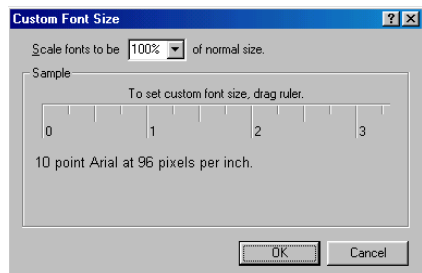 Custom Font Size
Scale fonts to be 100% of normal size.
Sample
To set custom font size, drag ruler.
0 1 2 3
10 point Arial at 96 pixels per inch.
OK Cancel